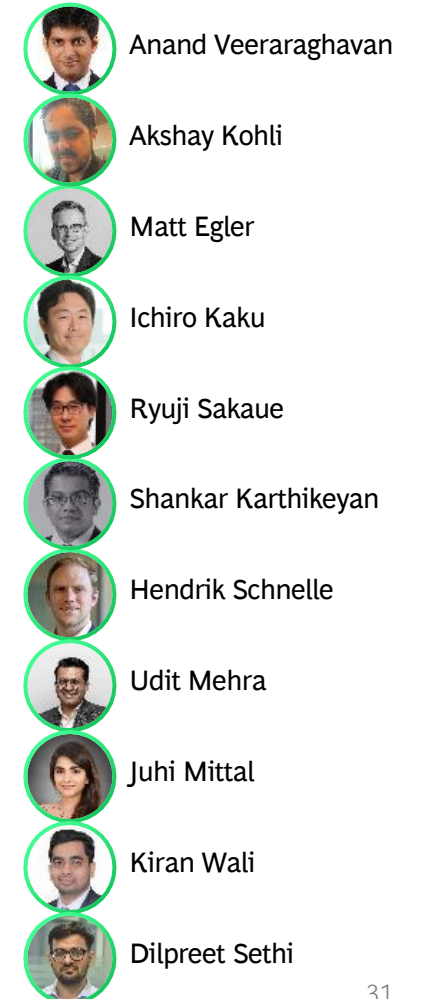 Anand Veeraraghavan
Akshay Kohli
Matt Egler
Ichiro Kaku
Ryuji Sakaue
Shankar Karthikeyan
Hendrik Schnelle
Udit Mehra
Juhi Mittal
Kiran Wali
Dilpreet Sethi
31